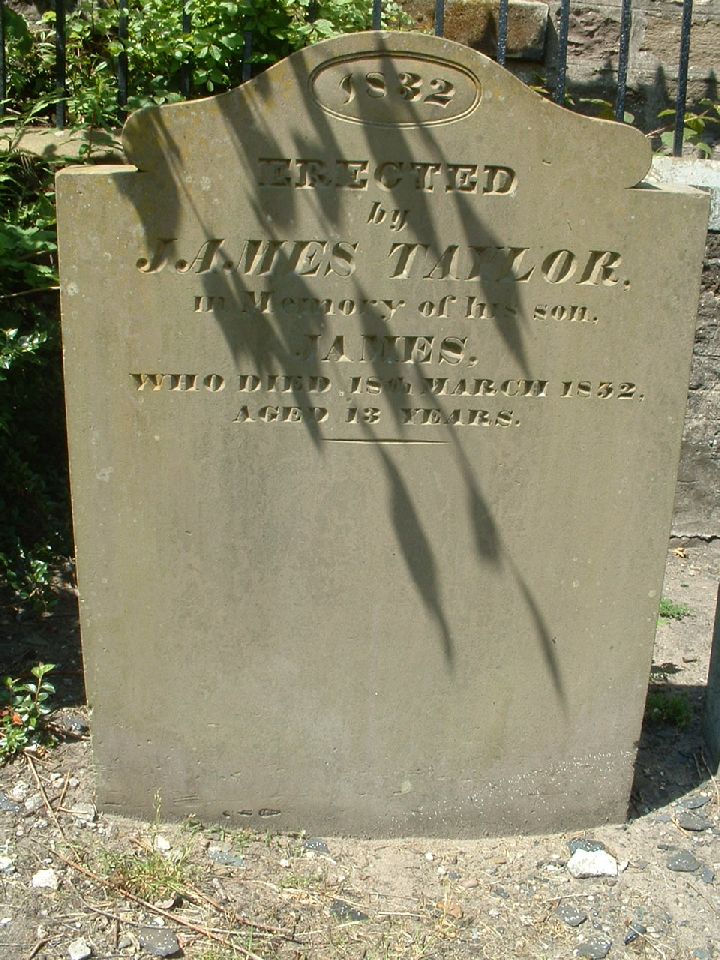 1832
ERECTED
by
JAMES TAYLOR,
in Memory of his son,
JAMES,
WHO DIED 18th MARCH 1832,
AGED 13 YEARS.